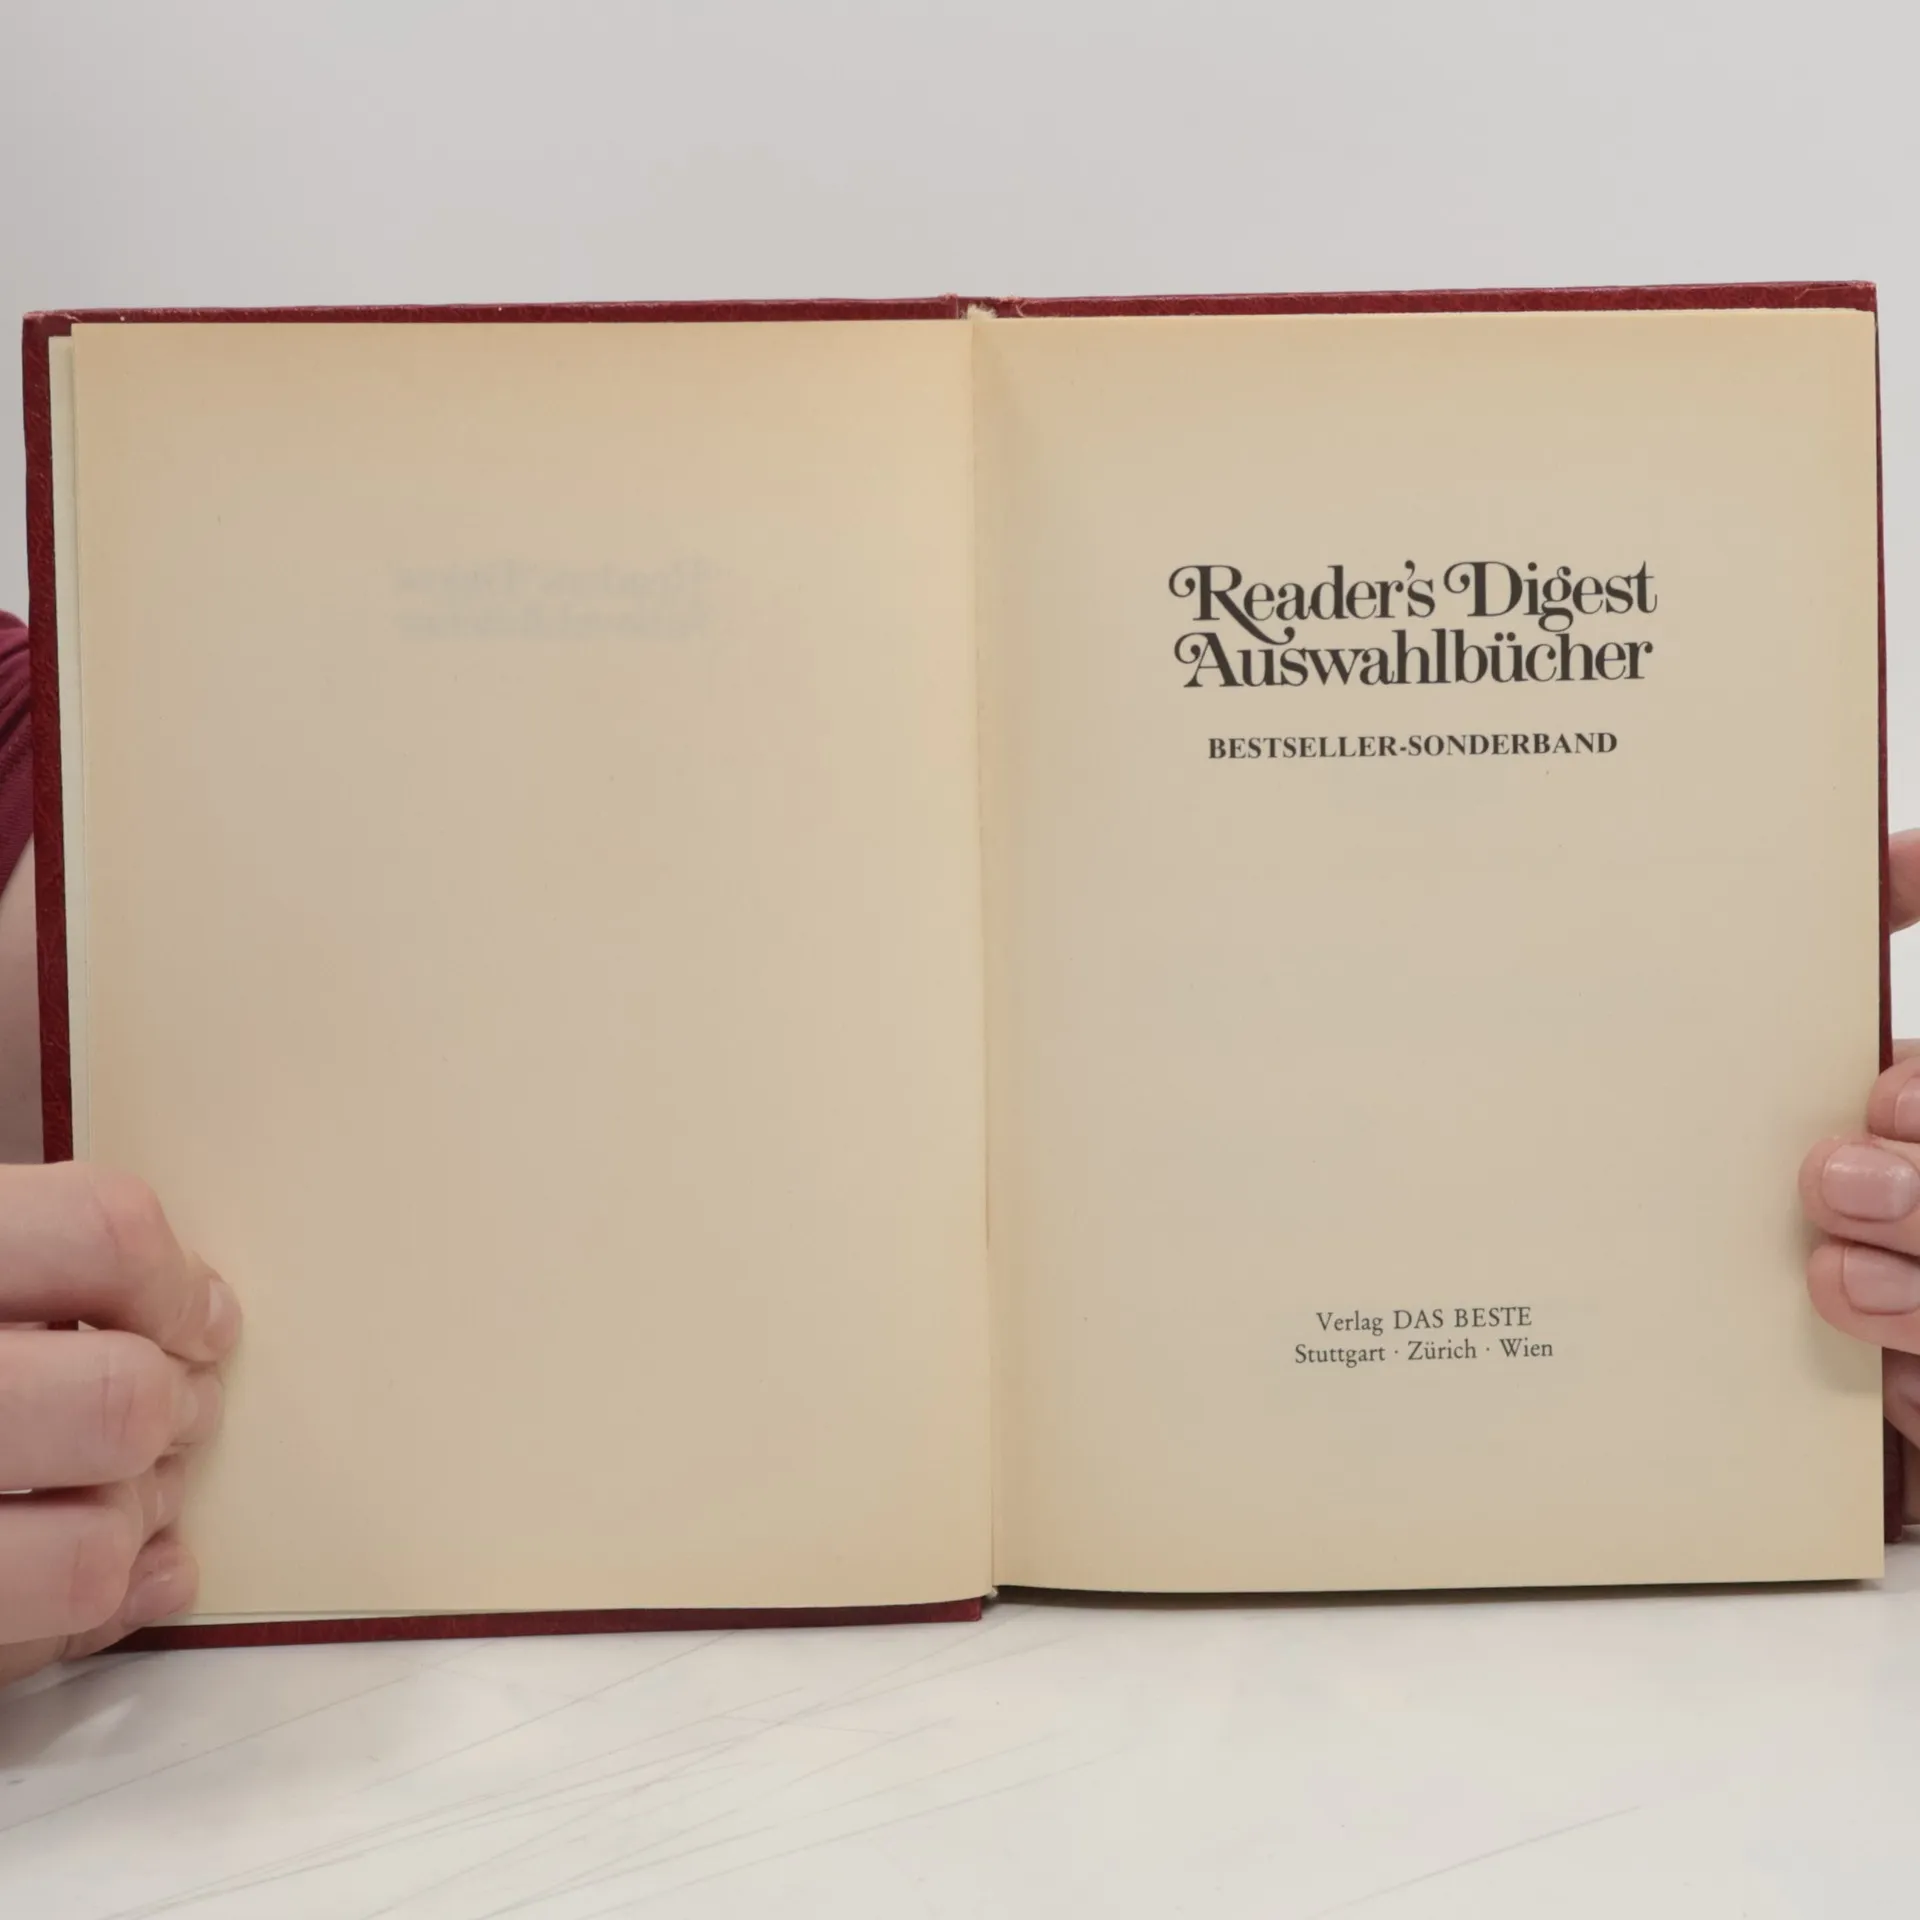 Reader's Digest
Auswahlbücher
BESTSELLER-SONDERBAND
Verlag DAS BESTE
Stuttgart · Zürich · Wien